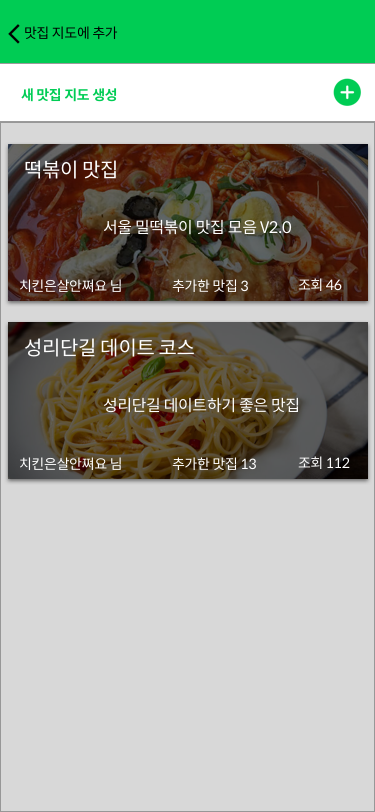 맛집 지도에 추가
새 맛집 지도 생성
떡볶이 맛집
서울 밀떡볶이 맛집 모음 V2.0
치킨은살안쪄요 님 추가한 맛집 3 조회 46
성리단길 데이트 코스
성리단길 데이트하기 좋은 맛집
치킨은살안쪄요 님 추가한 맛집 13 조회 112